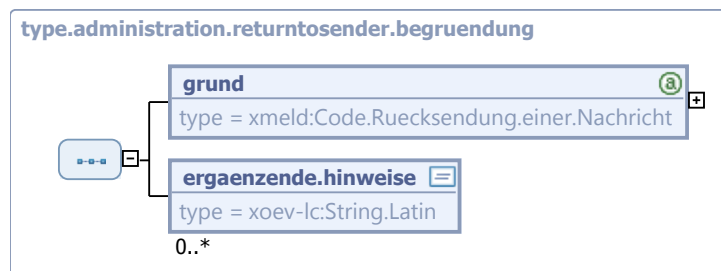 type.administration.returntosender.begruendung
grund
type = xmeld:Code.Ruecksendung.einer.Nachricht
ergaenzende.hinweise
type = xoev-lc:String.Latin
0..*